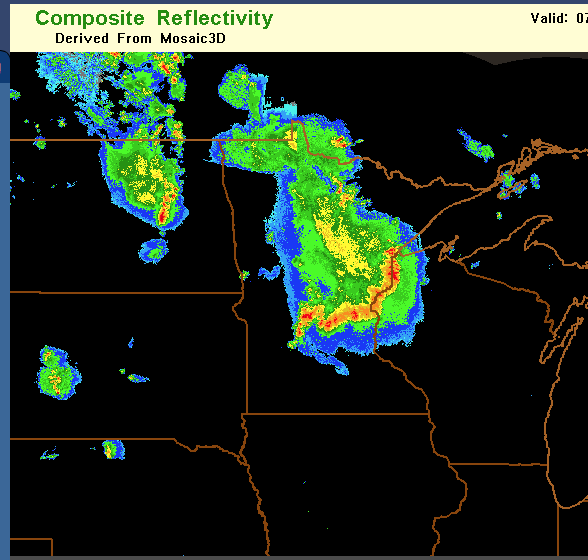 Composite Reflectivity
Derived From Mosaic3D
Valid: 07